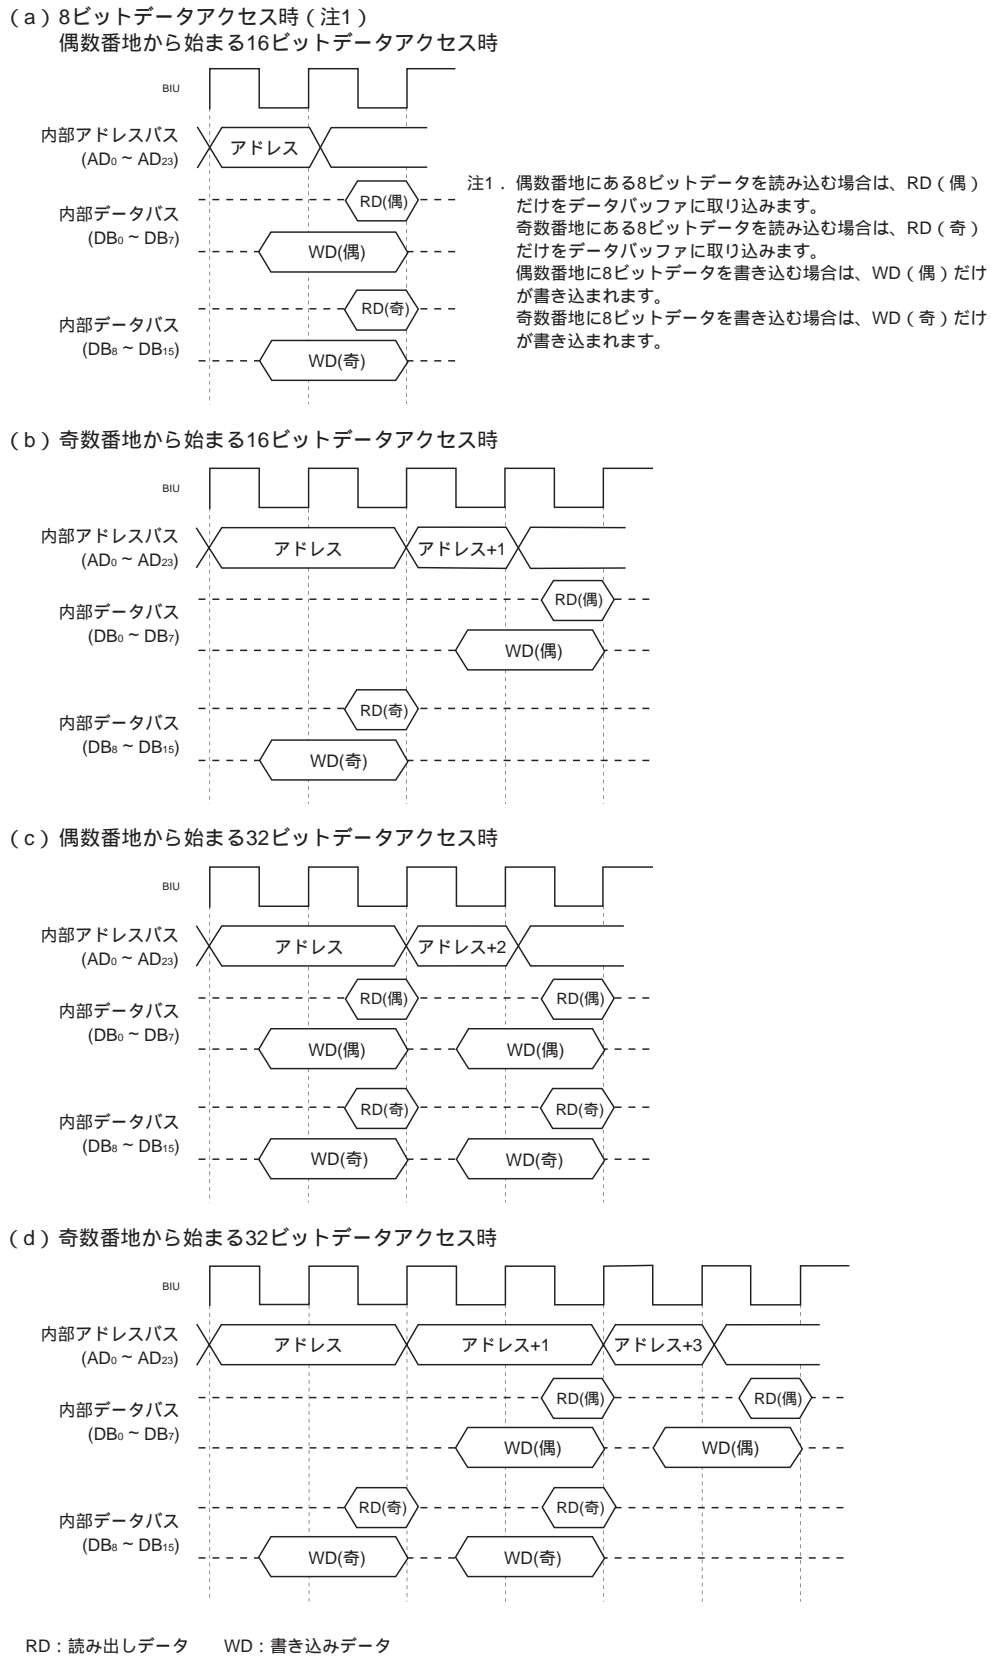 （a）8ビットデータアクセス時（注1）
偶数番地から始まる16ビットデータアクセス時
BIU
内部アドレスバス
(AD0 ~ AD23)
アドレス
内部データバス
(DB0 ~ DB7)
RD(偶)
WD(偶)
内部データバス
(DB8 ~ DB15)
RD(奇)
WD(奇)
注1．偶数番地にある8ビットデータを読み込む場合は、RD（偶）
だけをデータバッファに取り込みます。
奇数番地にある8ビットデータを読み込む場合は、RD（奇）
だけをデータバッファに取り込みます。
偶数番地に8ビットデータを書き込む場合は、WD（偶）だけ
が書き込まれます。
奇数番地に8ビットデータを書き込む場合は、WD（奇）だけ
が書き込まれます。
（b）奇数番地から始まる16ビットデータアクセス時
BIU
内部アドレスバス
(AD0 ~ AD23)
アドレス
アドレス+1
内部データバス
(DB0 ~ DB7)
RD(偶)
WD(偶)
内部データバス
(DB8 ~ DB15)
RD(奇)
WD(奇)
（c）偶数番地から始まる32ビットデータアクセス時
BIU
内部アドレスバス
(AD0 ~ AD23)
アドレス
アドレス+2
内部データバス
(DB0 ~ DB7)
RD(偶)
RD(偶)
WD(偶)
WD(偶)
内部データバス
(DB8 ~ DB15)
RD(奇)
RD(奇)
WD(奇)
WD(奇)
（d）奇数番地から始まる32ビットデータアクセス時
BIU
内部アドレスバス
(AD0 ~ AD23)
アドレス
アドレス+1
アドレス+3
内部データバス
(DB0 ~ DB7)
RD(偶)
RD(偶)
WD(偶)
WD(偶)
内部データバス
(DB8 ~ DB15)
RD(奇)
RD(奇)
WD(奇)
WD(奇)
RD：読み出しデータ　WD：書き込みデータ